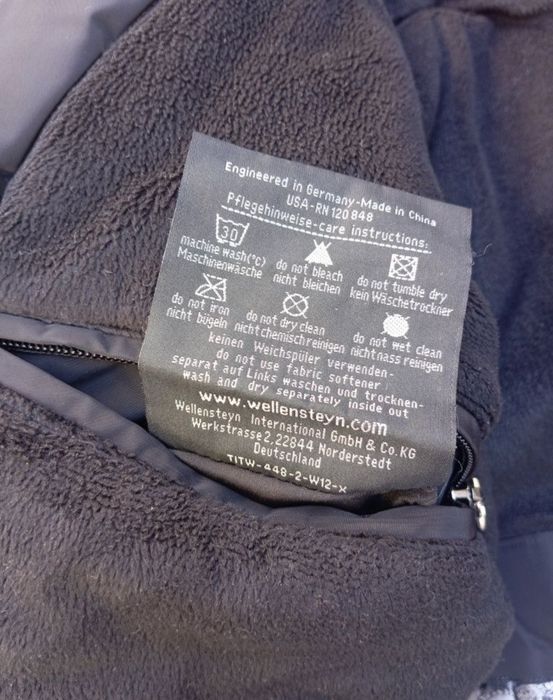 Engineered in Germany-Made in China
USA-RN 120 848
Pflegehinweise-care instructions:
30
machine wash(°C)
Maschinenwäsche
do not bleach
nicht bleichen
do not tumble dry
kein Wäschetrockner
do not iron
nicht bügeln
do not dry clean
nicht chemisch reinigen
do not wet clean
nicht nass reinigen
keinen Weichspüler verwenden-
do not use fabric softener
separat auf Links waschen und trocknen-
wash and dry separately inside out
www.wellensteyn.com
Wellensteyn International GmbH & Co.KG
Werkstrasse 2, 22844 Norderstedt
Deutschland
TITW-448-2-W12-X